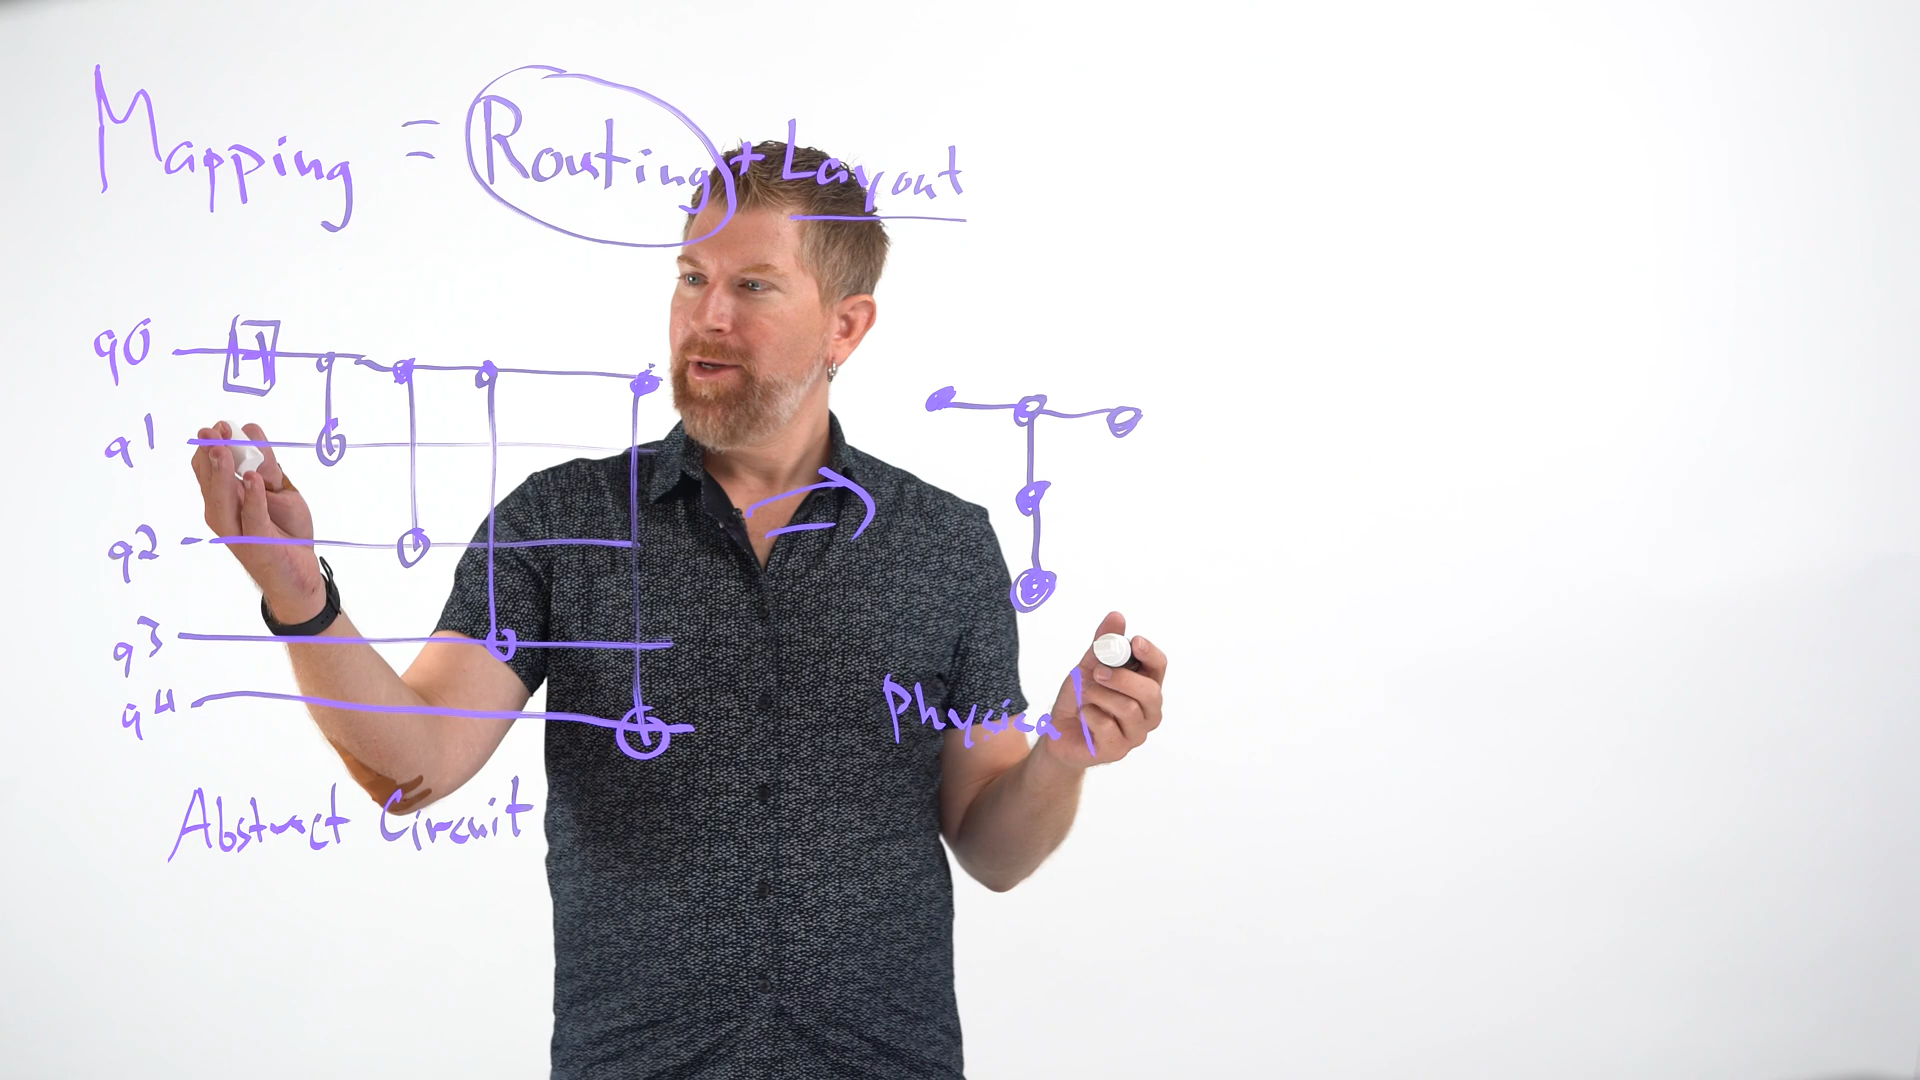 Mapping = Routing + Layout
q0 H
q1
q2
q3
q4
Physical
Abstract Circuit